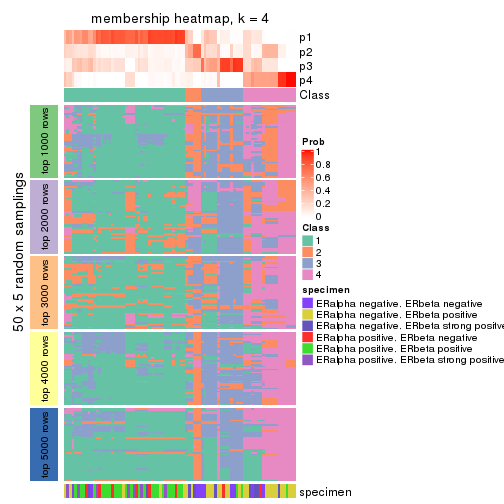 membership heatmap, k = 4
p1
p2
p3
p4
Class
50 x 5 random samplings
top 1000 rows
top 2000 rows
top 3000 rows
top 4000 rows
top 5000 rows
Prob
1
0.8
0.6
0.4
0.2
0
Class
1
2
3
4
specimen
ERalpha negative. ERbeta negative
ERalpha negative. ERbeta positive
ERalpha negative. ERbeta strong positive
ERalpha positive. ERbeta negative
ERalpha positive. ERbeta positive
ERalpha positive. ERbeta strong positive
specimen